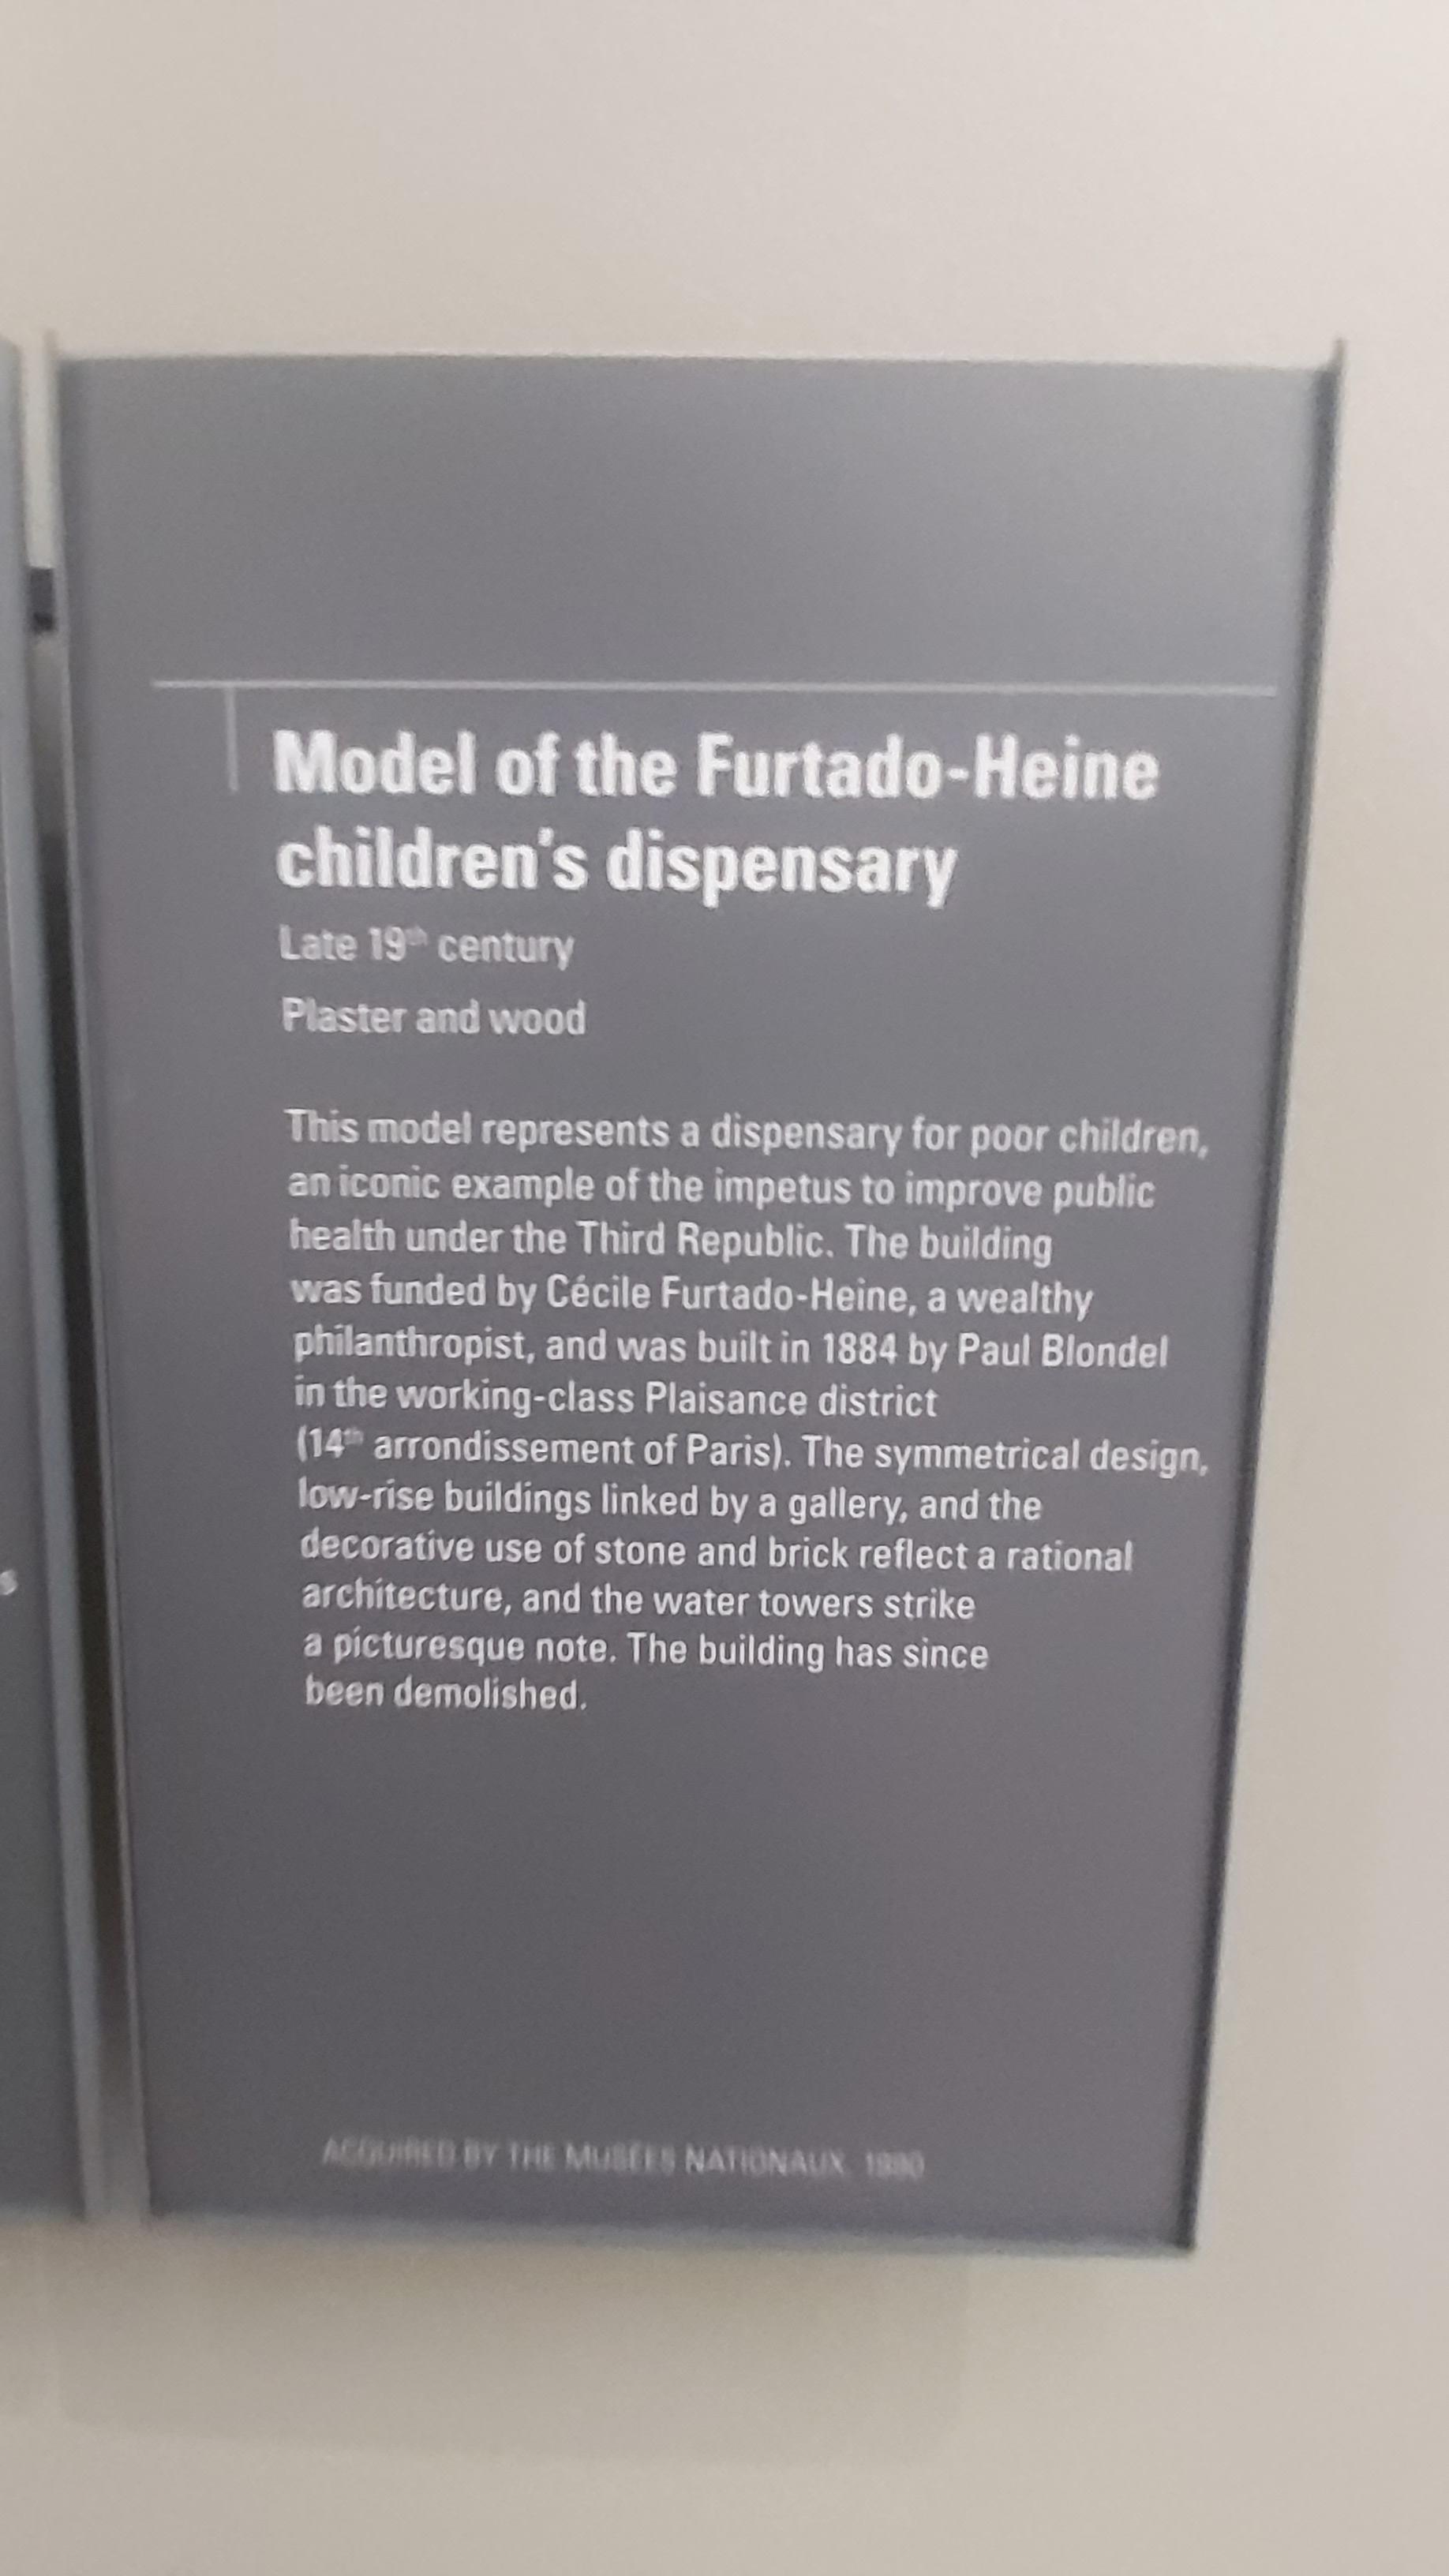 Model of the Furtado-Heine
children's dispensary
Late 19th century
Plaster and wood
This model represents a dispensary for poor children,
an iconic example of the impetus to improve public
health under the Third Republic. The building
was funded by Cécile Furtado-Heine, a wealthy
philanthropist, and was built in 1884 by Paul Blondel
in the working-class Plaisance district
(14th arrondissement of Paris). The symmetrical design,
low-rise buildings linked by a gallery, and the
decorative use of stone and brick reflect a rational
architecture, and the water towers strike
a picturesque note. The building has since
been demolished.
ACQUIRED BY THE MUSÉES NATIONAUX